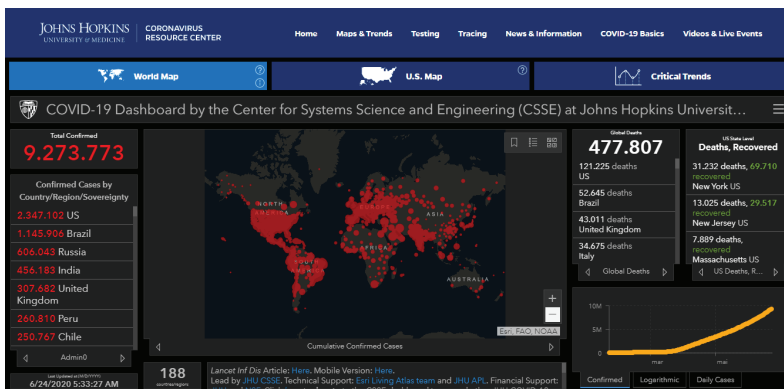 JOHNS HOPKINS
UNIVERSITY & MEDICINE
CORONAVIRUS
RESOURCE CENTER
Home
Maps & Trends
Testing
Tracing
News & Information
COVID-19 Basics
Videos & Live Events
World Map
U.S. Map
Critical Trends
COVID-19 Dashboard by the Center for Systems Science and Engineering (CSSE) at Johns Hopkins Universit...
Total Confirmed
9.273.773
Confirmed Cases by
Country/Region/Sovereignty
2.347.102 US
1.145.906 Brazil
606.043 Russia
456.183 India
307.682 United
Kingdom
260.810 Peru
250.767 Chile
Admin0
Last Updated at (M/D/YYYY)
6/24/2020 5:33:27 AM
NORTH
AMERICA
SOUTH
AMERICA
EUROPE
ASIA
AFRICA
AUSTRALIA
+
−
Esri, FAO, NOAA
Cumulative Confirmed Cases
188
countries/regions
Lancet Inf Dis Article: Here. Mobile Version: Here.
Lead by JHU CSSE. Technical Support: Esri Living Atlas team and JHU APL. Financial Support:
Global Deaths
477.807
121.225 deaths
US
52.645 deaths
Brazil
43.011 deaths
United Kingdom
34.675 deaths
Italy
Global Deaths
US State Level
Deaths, Recovered
31.232 deaths, 69.710
recovered
New York US
13.025 deaths, 29.517
recovered
New Jersey US
7.889 deaths,
recovered
Massachusetts US
US Deaths, R...
10M
5M
0
mar
mai
Confirmed
Logarithmic
Daily Cases